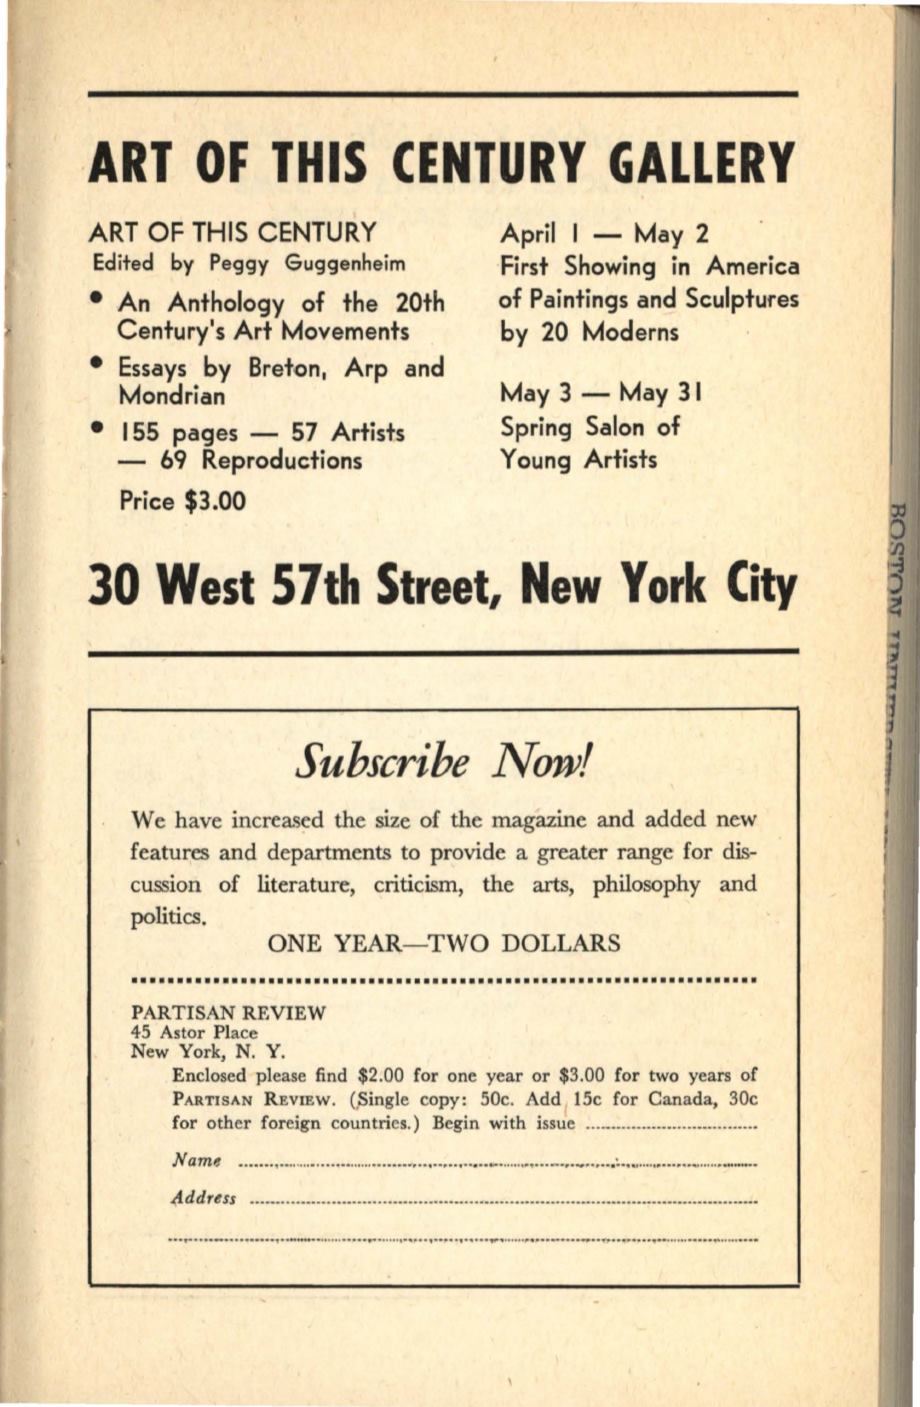 ART OF THIS CENTURY GALLERY
ART OF THIS CENTURY
Edited by Peggy Guggenheim
• An Anthology of the 20th
Century's Art Movements
• Essays by Breton, Arp and
Mondrian
• 155 pages — 57 Artists
— 69 Reproductions
Price $3.00
April 1 — May 2
First Showing in America
of Paintings and Sculptures
by 20 Moderns
May 3 — May 31
Spring Salon of
Young Artists
30 West 57th Street, New York City
Subscribe Now!
We have increased the size of the magazine and added new
features and departments to provide a greater range for dis-
cussion of literature, criticism, the arts, philosophy and
politics.
ONE YEAR—TWO DOLLARS
PARTISAN REVIEW
45 Astor Place
New York, N. Y.
Enclosed please find $2.00 for one year or $3.00 for two years of
PARTISAN REVIEW. (Single copy: 50c. Add 15c for Canada, 30c
for other foreign countries.) Begin with issue
Name
Address
BOSTON